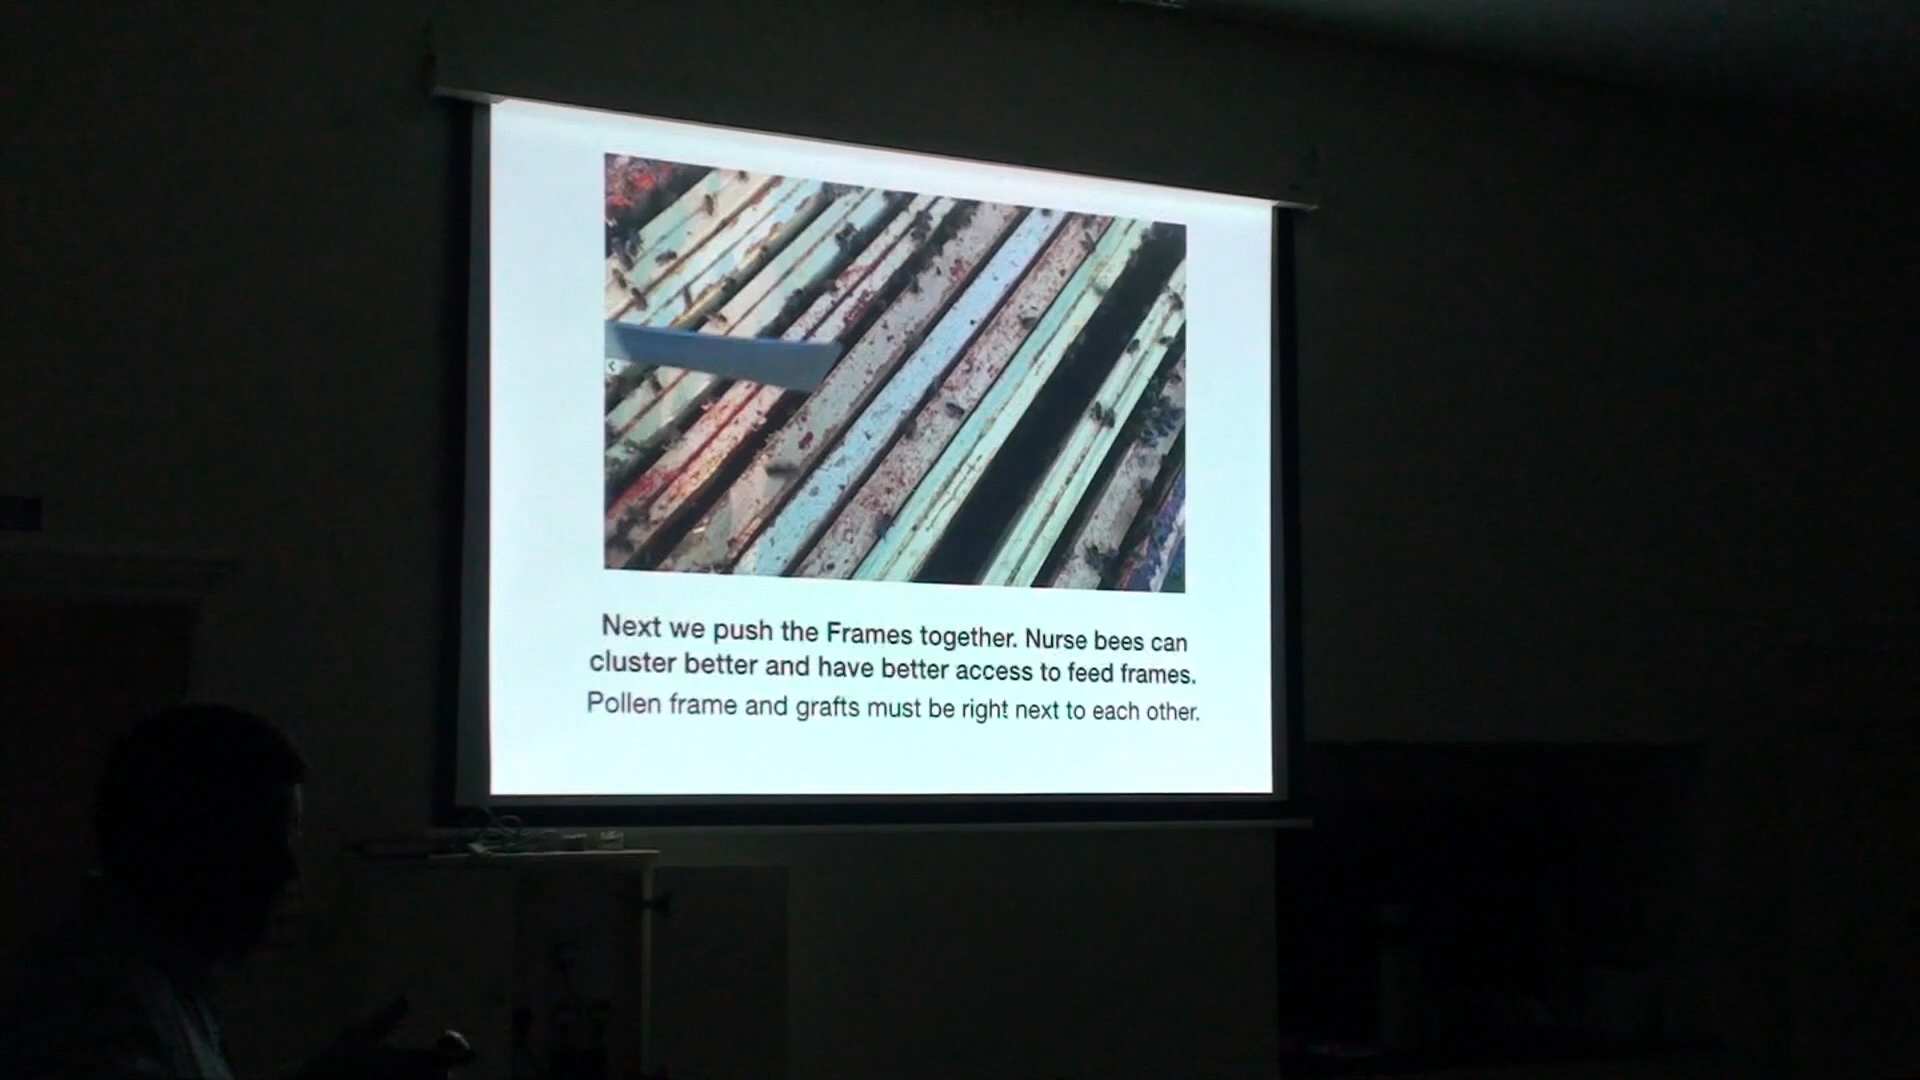 Next we push the Frames together. Nurse bees can
cluster better and have better access to feed frames.
Pollen frame and grafts must be right next to each other.